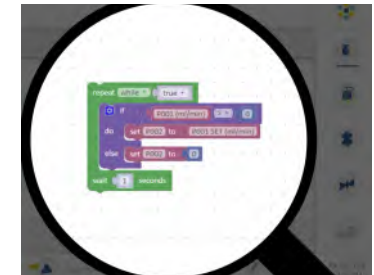 repeat while true
if P001 (ml/min) = 0
do set P002 to P001 SET (ml/min)
else set P002 to 0
wait 1 seconds